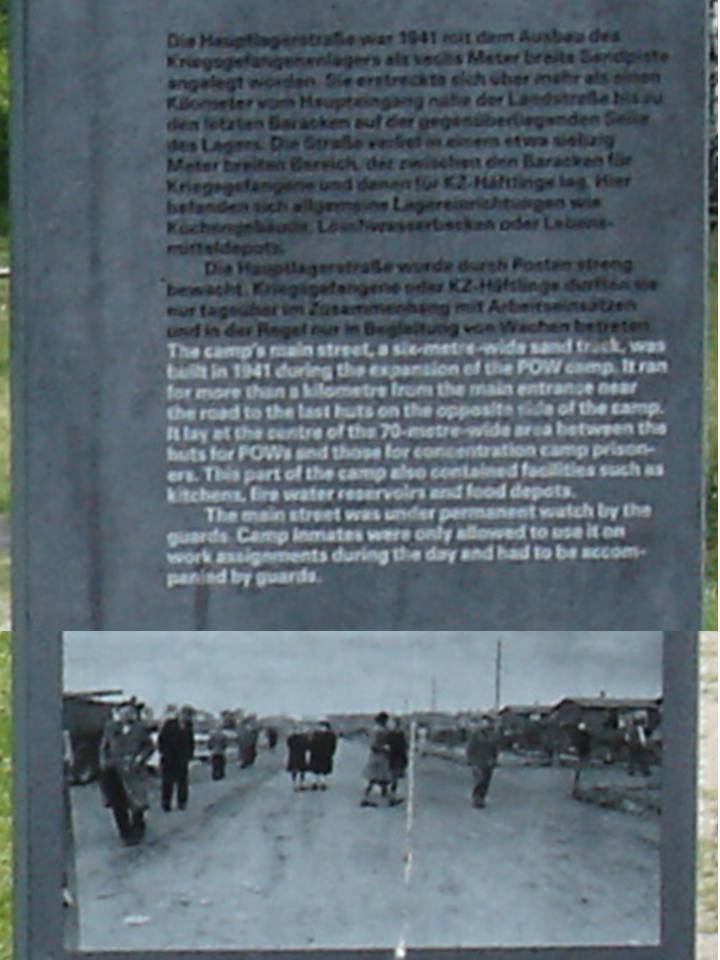 Die Hauptlagerstraße war 1941 mit dem Ausbau des
Kriegsgefangenenlagers als sechs Meter breite Sandpiste
angelegt worden. Sie erstreckte sich über mehr als einen
Kilometer vom Haupteingang nahe der Landstraße bis zu
den letzten Baracken auf der gegenüberliegenden Seite
des Lagers. Die Straße verlief in einem etwa siebzig
Meter breiten Bereich, der zwischen den Baracken für
Kriegsgefangene und denen für KZ-Häftlinge lag. Hier
befanden sich allgemeine Lagereinrichtungen wie
Küchengebäude, Löschwasserbecken oder Lebens-
mitteldepots.
Die Hauptlagerstraße wurde durch Posten streng
bewacht. Kriegsgefangene oder KZ-Häftlinge durften sie
nur tagsüber im Zusammenhang mit Arbeitseinsätzen
und in der Regel nur in Begleitung von Wachen betreten.
The camp's main street, a six-metre-wide sand track, was
built in 1941 during the expansion of the POW camp. It ran
for more than a kilometre from the main entrance near
the road to the last huts on the opposite side of the camp.
It lay at the centre of the 70-metre-wide area between the
huts for POWs and those for concentration camp prison-
ers. This part of the camp also contained facilities such as
kitchens, fire water reservoirs and food depots.
The main street was under permanent watch by the
guards. Camp inmates were only allowed to use it on
work assignments during the day and had to be accom-
panied by guards.